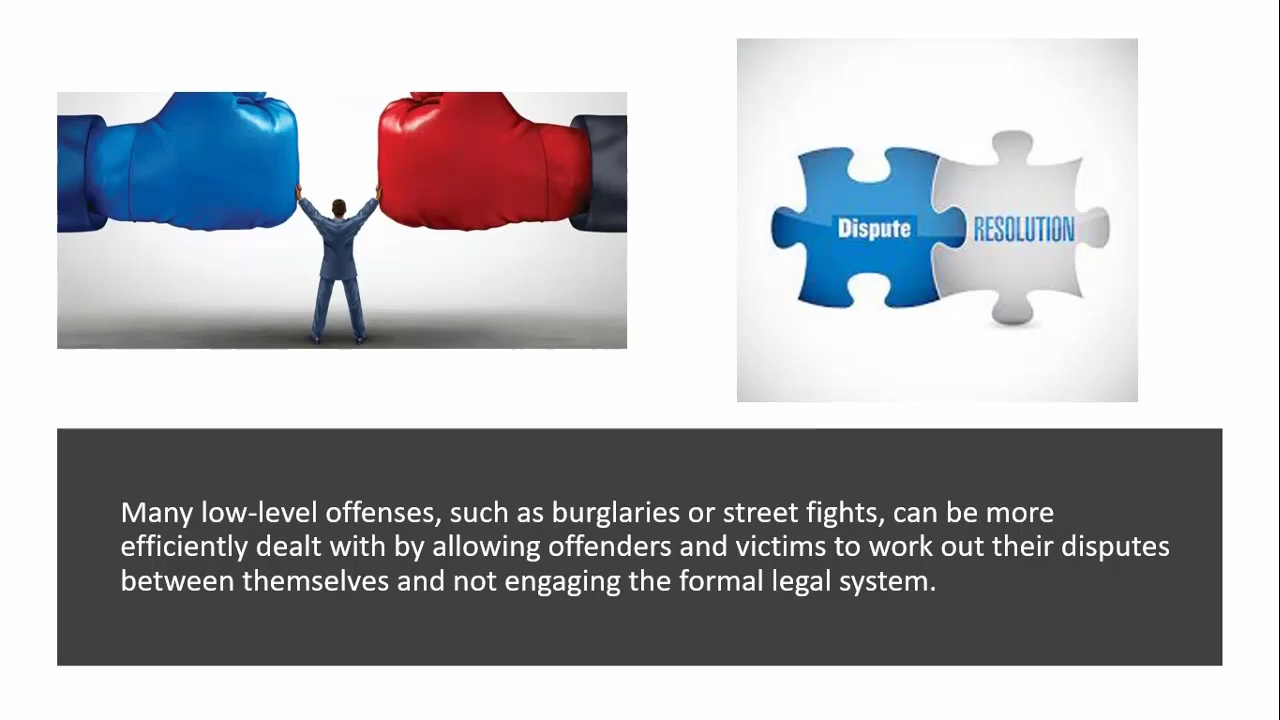 Dispute RESOLUTION
Many low-level offenses, such as burglaries or street fights, can be more
efficiently dealt with by allowing offenders and victims to work out their disputes
between themselves and not engaging the formal legal system.